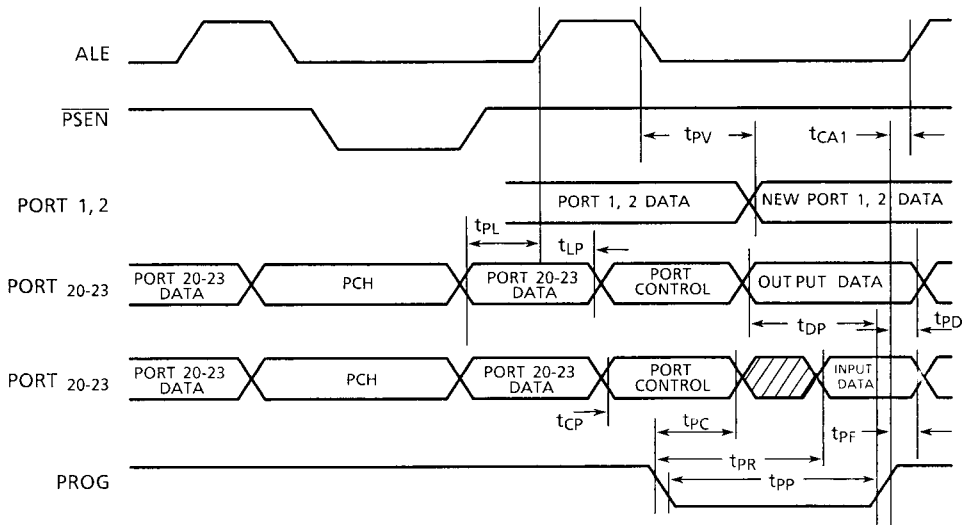 ALE
PSEN
tPV
tCA1
PORT 1, 2
PORT 1, 2 DATA
NEW PORT 1, 2 DATA
tPL
tLP
PORT 20-23
PORT 20-23
DATA
PCH
PORT 20-23
DATA
PORT
CONTROL
OUTPUT DATA
tDP
tPD
PORT 20-23
PORT 20-23
DATA
PCH
PORT 20-23
DATA
PORT
CONTROL
INPUT
DATA
tCP
tPC
tPF
tPR
PROG
tPP